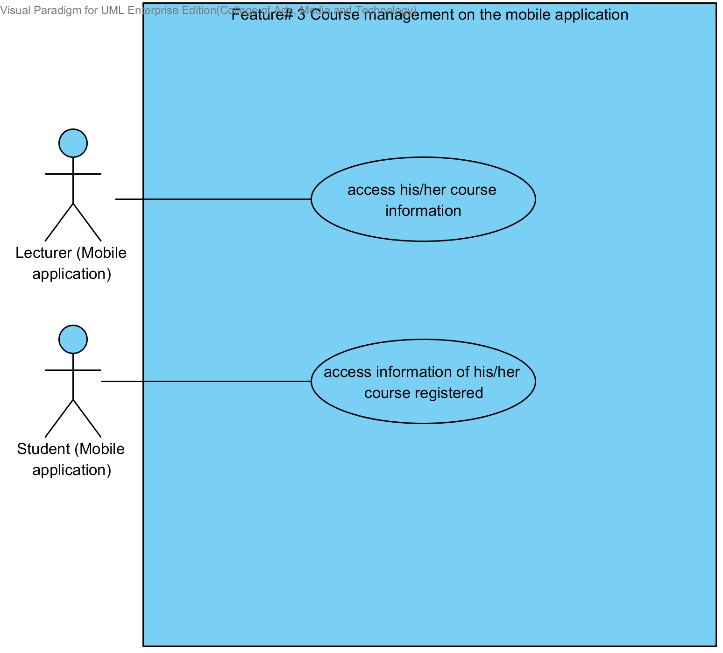 Visual Paradigm for UML Enterprise Edition(College of Arts, Media and Technology)
Feature# 3 Course management on the mobile application
access his/her course
information
Lecturer (Mobile
application)
access information of his/her
course registered
Student (Mobile
application)